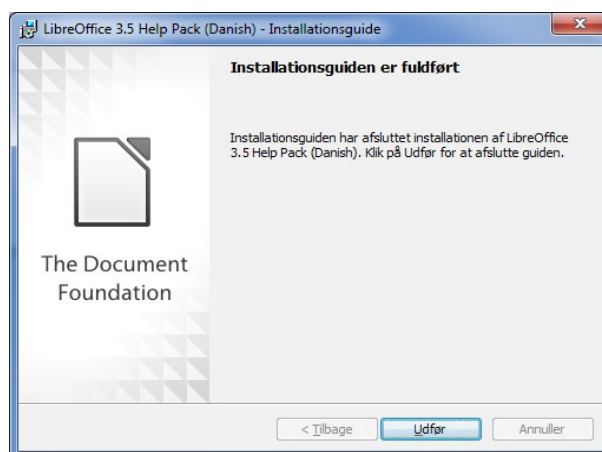 LibreOffice 3.5 Help Pack (Danish) - Installationsguide
Installationsguiden er fuldført
Installationsguiden har afsluttet installationen af LibreOffice
3.5 Help Pack (Danish). Klik på Udfør for at afslutte guiden.
The Document
Foundation
< Tilbage
Udfør
Annuller